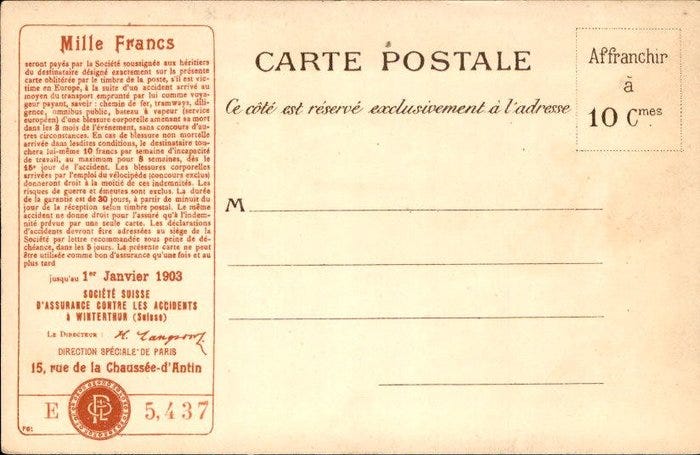 Mille Francs
seront payés par la Société soussignée aux héritiers
du destinataire désigné exactement sur la présente
carte oblitérée par le timbre de la poste, s'il est vic-
time en Europe, à la suite d'un accident arrivé au
moyen du transport emprunté par lui comme voya-
geur payant, savoir : chemin de fer, tramways, dili-
gence, omnibus public, bateau à vapeur (service
européen) d'une blessure corporelle amenant sa mort
dans les 3 mois de l'événement, sans concours d'au-
tres circonstances. En cas de blessure non mortelle
arrivée dans lesdites conditions, le destinataire tou-
chera lui-même 10 francs par semaine d'incapacité
de travail, au maximum pour 8 semaines, dès le
15e jour de l'accident. Les blessures corporelles
arrivées par l'emploi du vélocipède (concours exclus)
donneront droit à la moitié de ces indemnités. Les
risques de guerre et émeutes sont exclus. La durée
de la garantie est de 30 jours, à partir de minuit du
jour de la réception selon timbre postal. Le même
accident ne donne droit pour l'assuré qu'à l'indem-
nité prévue par une seule carte. Les déclarations
d'accidents devront être adressées au siège de la
Société par lettre recommandée sous peine de dé-
chéance, dans les 5 jours. La présente carte ne peut
être utilisée comme bon d'assurance qu'une fois et au
plus tard
jusqu'au 1er Janvier 1903
SOCIÉTÉ SUISSE
D'ASSURANCE CONTRE LES ACCIDENTS
à WINTERTHUR (Suisse)
Le Directeur :
DIRECTION SPÉCIALE DE PARIS
15, rue de la Chaussée-d'Antin
E 5,437
CARTE POSTALE
Ce côté est réservé exclusivement à l'adresse
Affranchir
à
10 Cmes
M